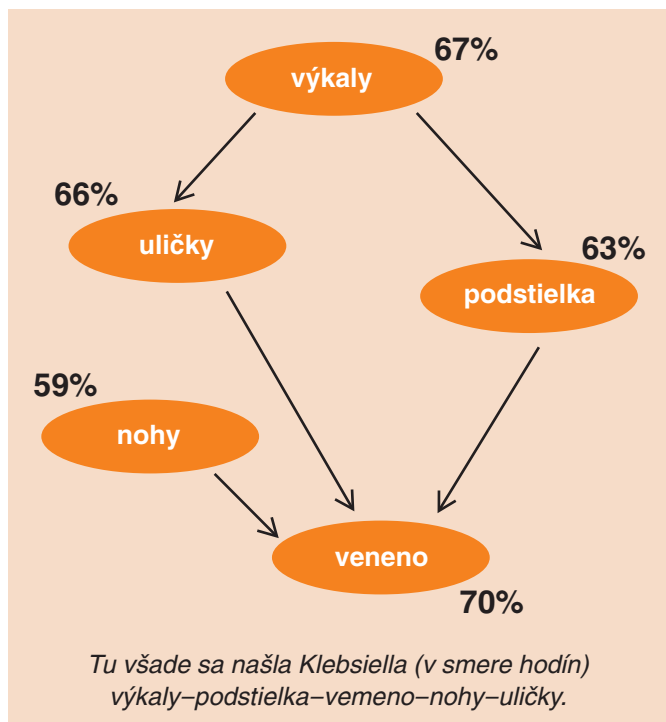 67%
výkaly
66%
uličky
63%
podstielka
59%
nohy
veneno
70%
Tu všade sa našla Klebsiella (v smere hodín)
výkaly–podstielka–vemeno–nohy–uličky.